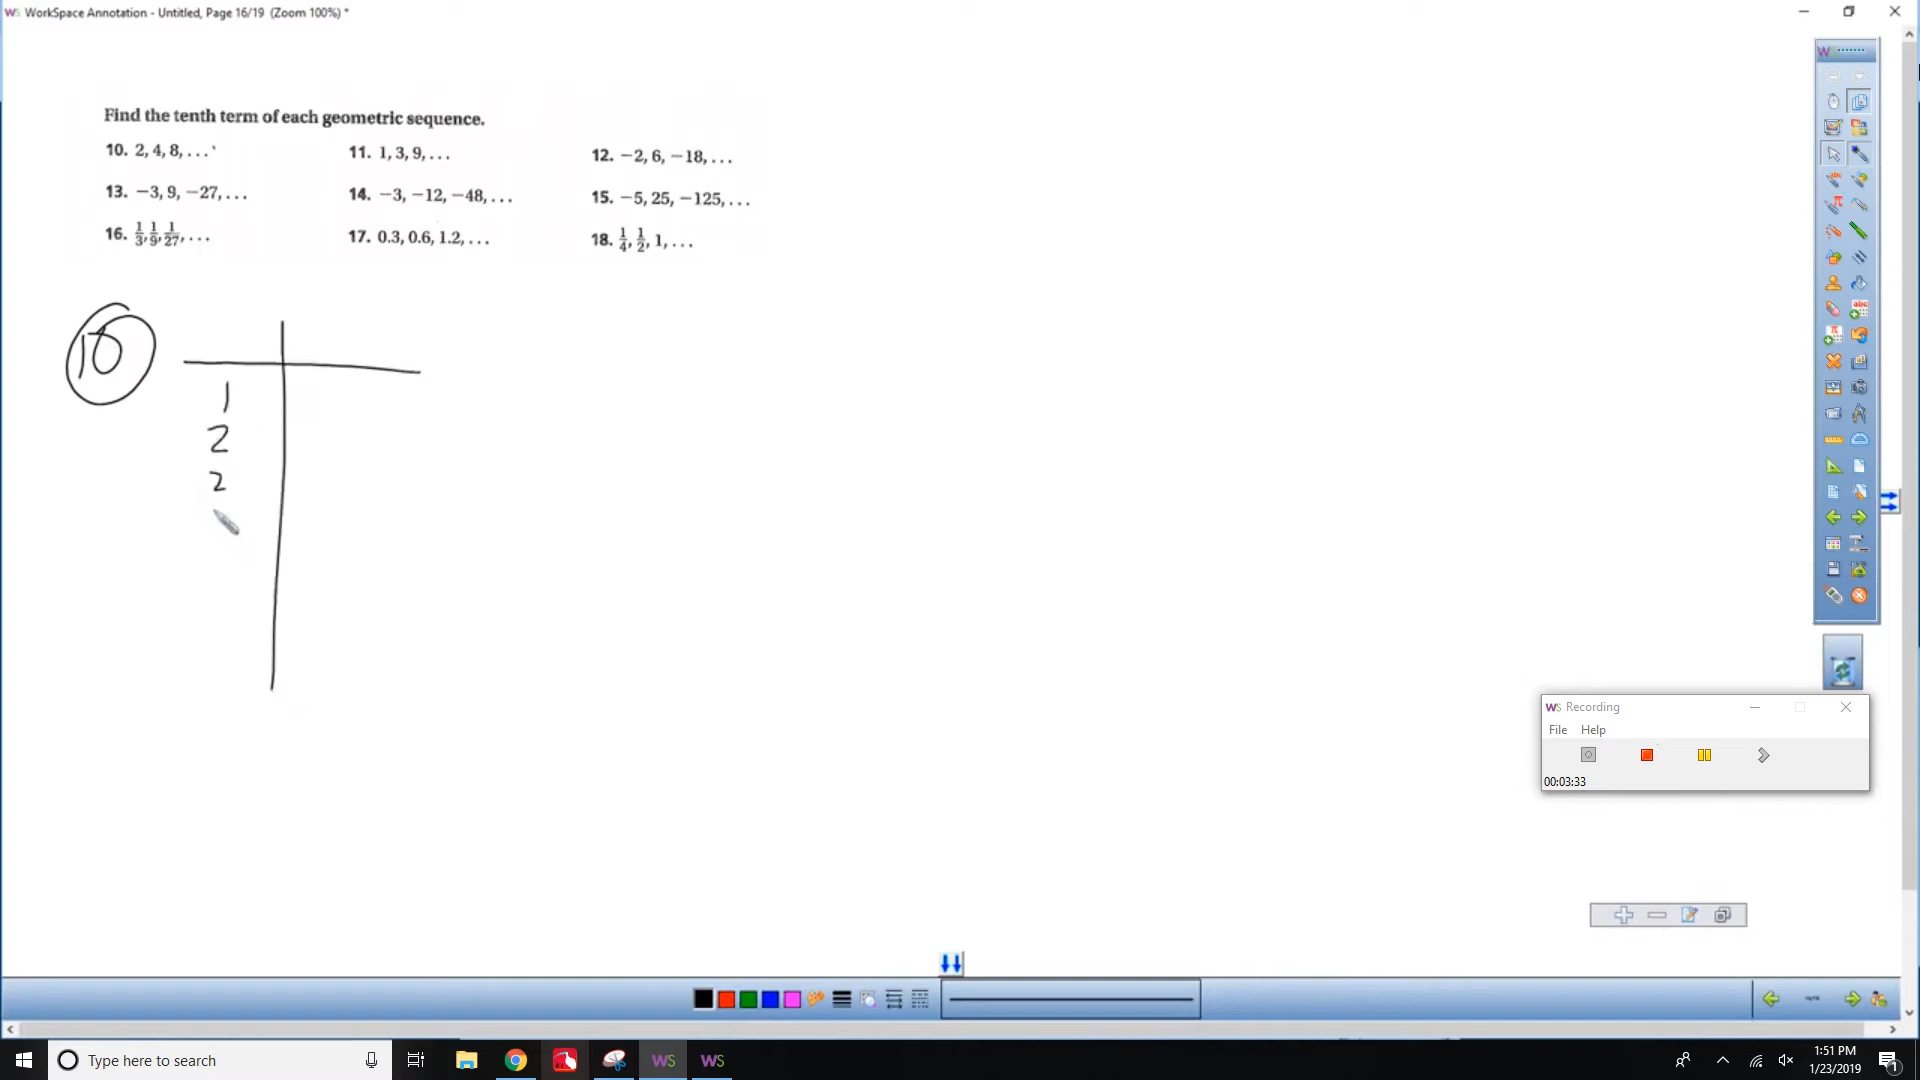 WS WorkSpace Annotation - Untitled, Page 16/19 (Zoom 100%) *
Find the tenth term of each geometric sequence.
10. 2, 4, 8, . . .
11. 1, 3, 9, . . .
12. −2, 6, −18, . . .
13. −3, 9, −27, . . .
14. −3, −12, −48, . . .
15. −5, 25, −125, . . .
16. 1/3, 1/9, 1/27, . . .
17. 0.3, 0.6, 1.2, . . .
18. 1/4, 1/2, 1, . . .
10
1
2
2
WS Recording
File Help
00:03:33
Type here to search
WS WS
1:51 PM
1/23/2019
1